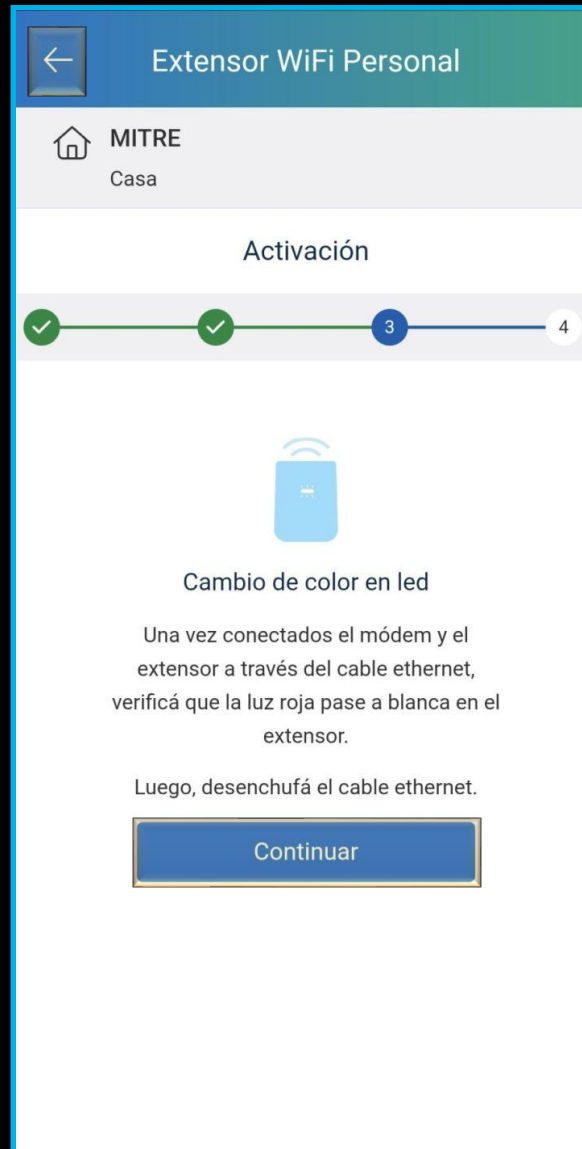 Extensor WiFi Personal
MITRE
Casa
Activación
3
4
Cambio de color en led
Una vez conectados el módem y el
extensor a través del cable ethernet,
verificá que la luz roja pase a blanca en el
extensor.
Luego, desenchufá el cable ethernet.
Continuar